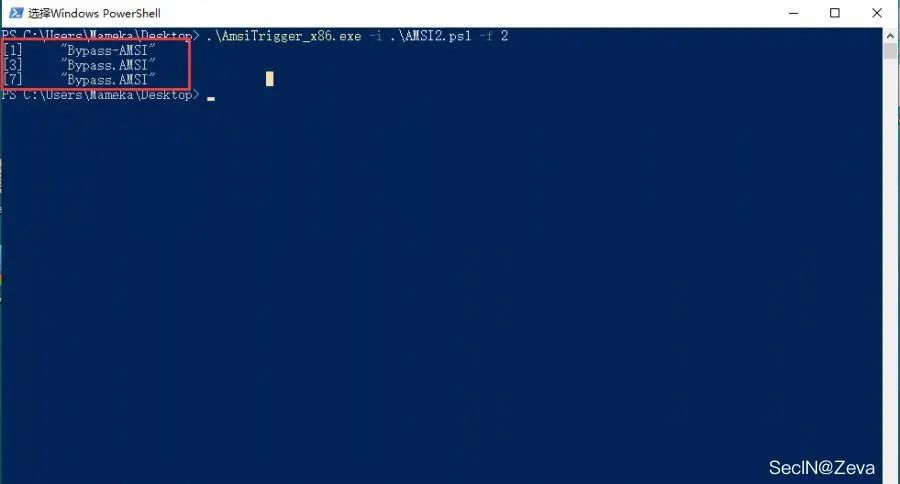 选择Windows PowerShell
PS C:\Users\Mameka\Desktop> .\AmsiTrigger_x86.exe -i .\AMSI2.ps1 -f 2
[1]     "Bypass-AMSI"
[3]     "Bypass.AMSI"
[7]     "Bypass.AMSI"
PS C:\Users\Mameka\Desktop>
SecIN@Zeva